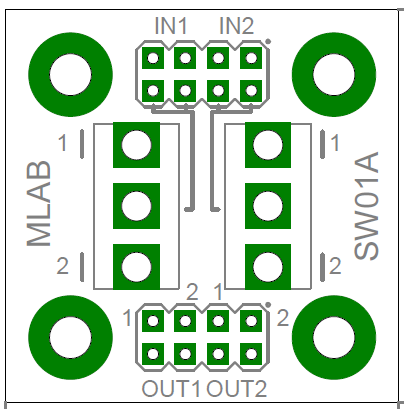 IN1 IN2
1 1
MLAB
SW01A
2 2
2 1
1 2
OUT1 OUT2